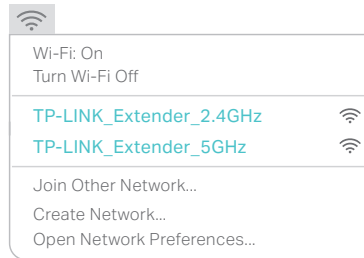 Wi-Fi: On
Turn Wi-Fi Off
TP-LINK_Extender_2.4GHz
TP-LINK_Extender_5GHz
Join Other Network...
Create Network...
Open Network Preferences...